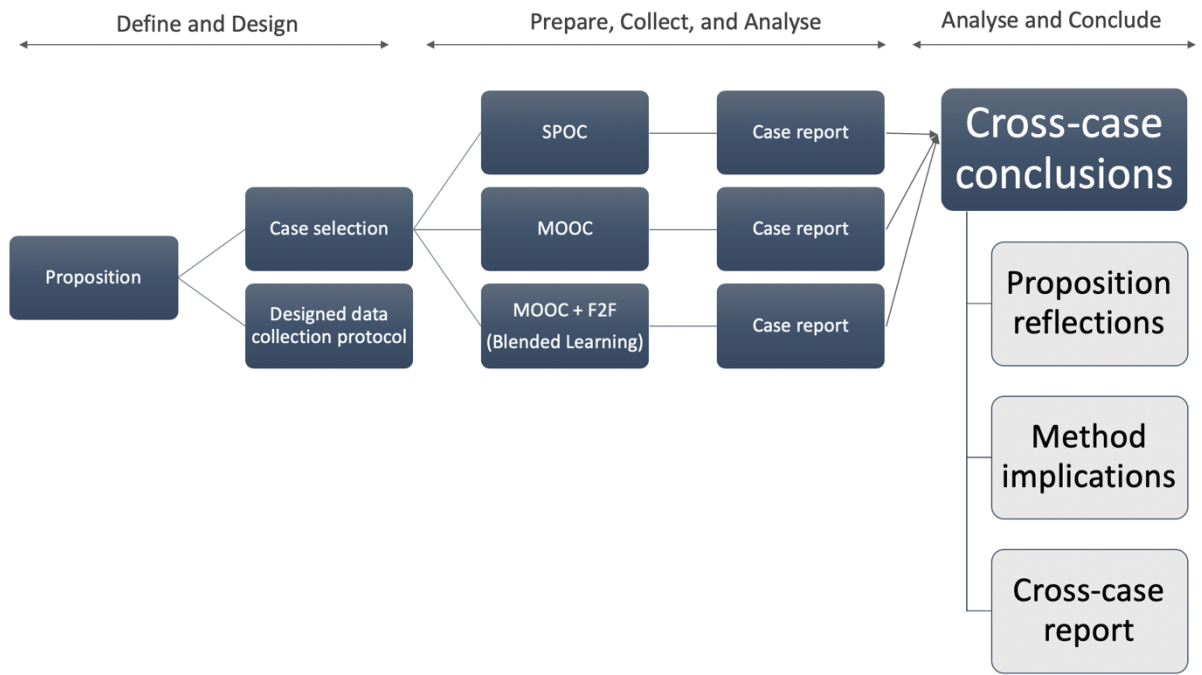 Define and Design
Prepare, Collect, and Analyse
Analyse and Conclude
Proposition
Case selection
Designed data
collection protocol
SPOC
MOOC
MOOC + F2F
(Blended Learning)
Case report
Case report
Case report
Cross-case
conclusions
Proposition
reflections
Method
implications
Cross-case
report